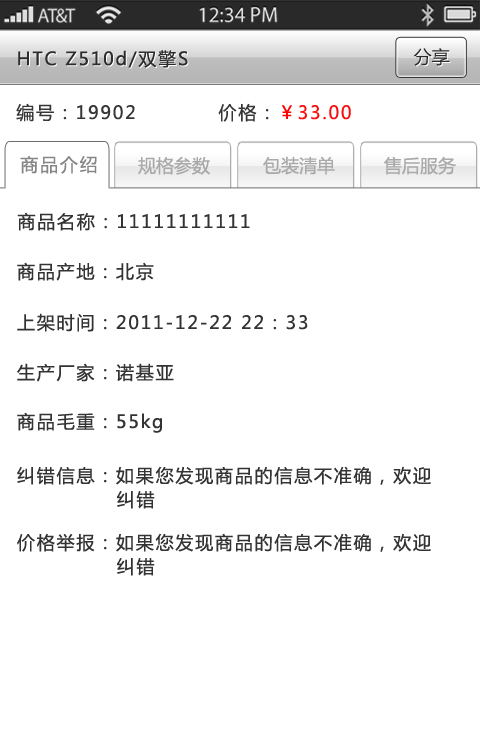 AT&T 12:34 PM
HTC Z510d/双擎S 分享
编号：19902 价格：￥33.00
商品介绍 规格参数 包装清单 售后服务
商品名称：11111111111
商品产地：北京
上架时间：2011-12-22 22：33
生产厂家：诺基亚
商品毛重：55kg
纠错信息：如果您发现商品的信息不准确，欢迎
纠错
价格举报：如果您发现商品的信息不准确，欢迎
纠错